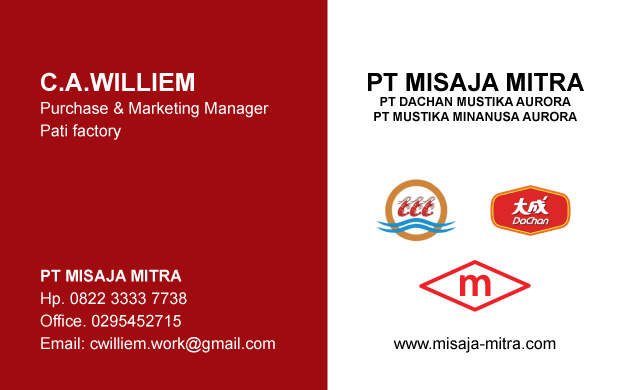 C.A.WILLIEM
Purchase & Marketing Manager
Pati factory
PT MISAJA MITRA
Hp. 0822 3333 7738
Office. 0295452715
Email: cwilliem.work@gmail.com
PT MISAJA MITRA
PT DACHAN MUSTIKA AURORA
PT MUSTIKA MINANUSA AURORA
ttt
大成
DaChan
m
www.misaja-mitra.com